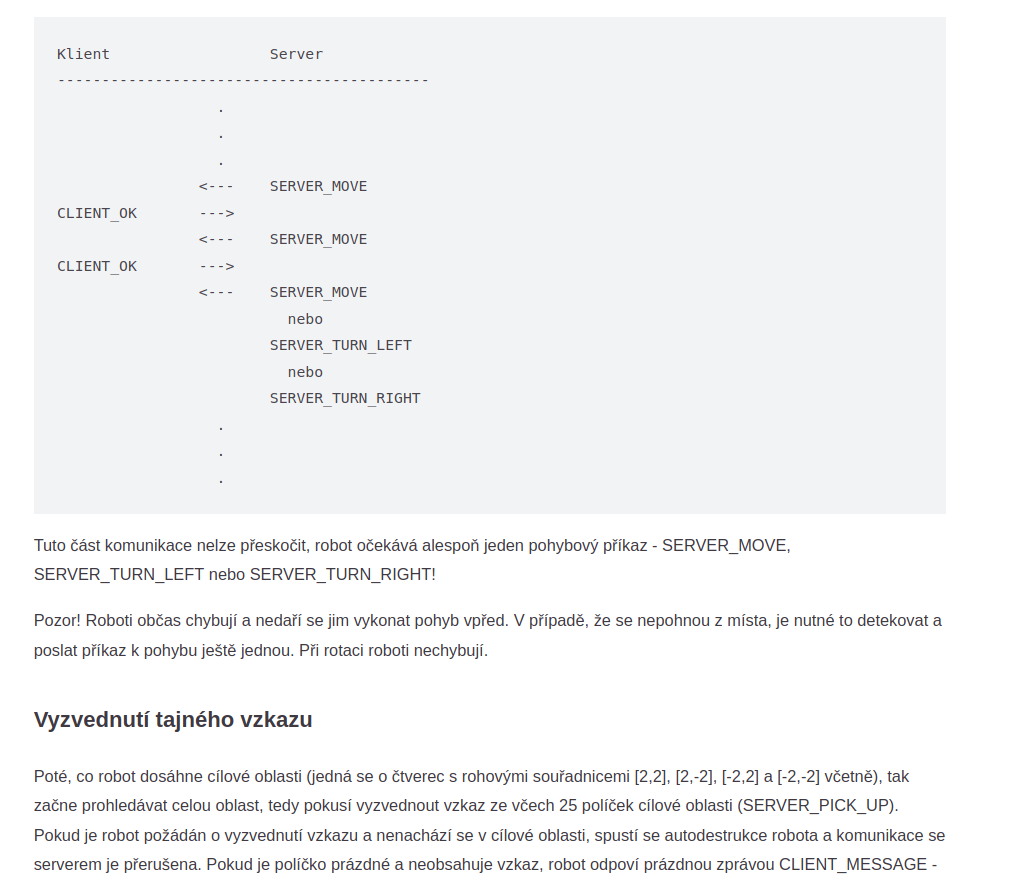 Klient                  Server
------------------------------------------
                  .
                  .
                  .
                <---    SERVER_MOVE
CLIENT_OK       --->
                <---    SERVER_MOVE
CLIENT_OK       --->
                <---    SERVER_MOVE
                          nebo
                        SERVER_TURN_LEFT
                          nebo
                        SERVER_TURN_RIGHT
                  .
                  .
                  .
Tuto část komunikace nelze přeskočit, robot očekává alespoň jeden pohybový příkaz - SERVER_MOVE,
SERVER_TURN_LEFT nebo SERVER_TURN_RIGHT!
Pozor! Roboti občas chybují a nedaří se jim vykonat pohyb vpřed. V případě, že se nepohnou z místa, je nutné to detekovat a
poslat příkaz k pohybu ještě jednou. Při rotaci roboti nechybují.
Vyzvednutí tajného vzkazu
Poté, co robot dosáhne cílové oblasti (jedná se o čtverec s rohovými souřadnicemi [2,2], [2,-2], [-2,2] a [-2,-2] včetně), tak
začne prohledávat celou oblast, tedy pokusí vyzvednout vzkaz ze včech 25 políček cílové oblasti (SERVER_PICK_UP).
Pokud je robot požádán o vyzvednutí vzkazu a nenachází se v cílové oblasti, spustí se autodestrukce robota a komunikace se
serverem je přerušena. Pokud je políčko prázdné a neobsahuje vzkaz, robot odpoví prázdnou zprávou CLIENT_MESSAGE -